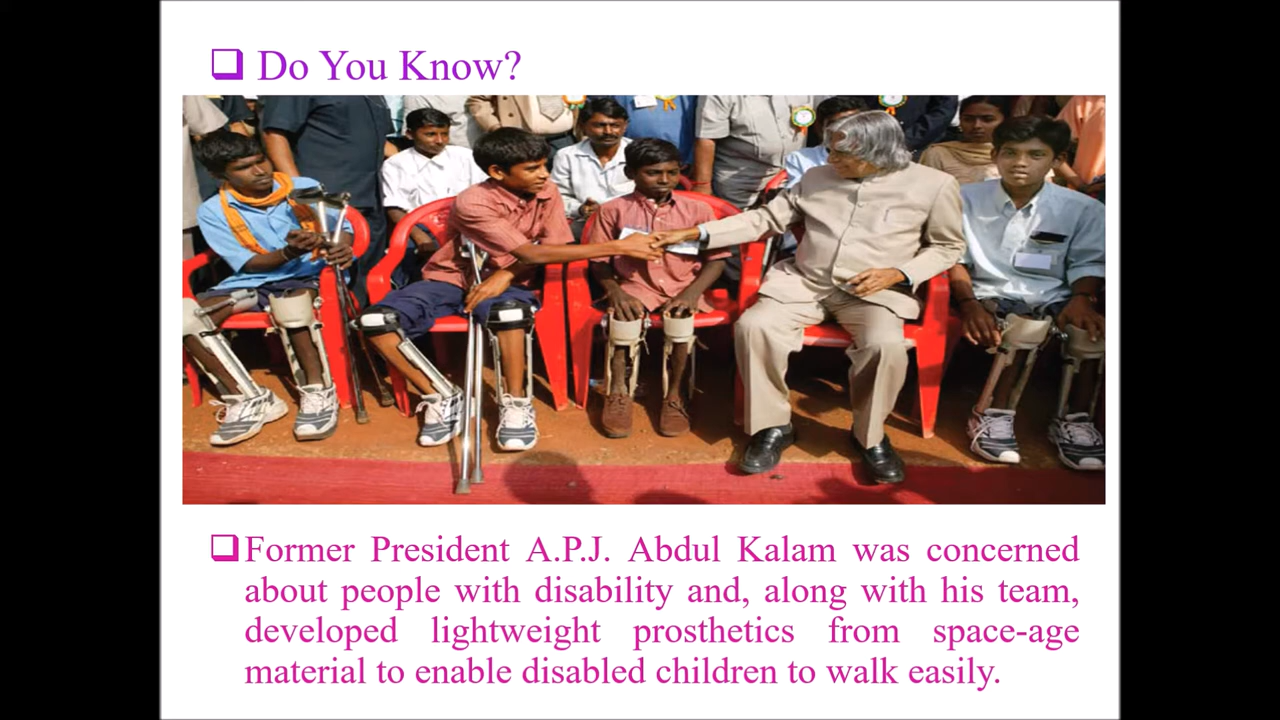 ❑ Do You Know?
❑Former President A.P.J. Abdul Kalam was concerned
about people with disability and, along with his team,
developed lightweight prosthetics from space-age
material to enable disabled children to walk easily.